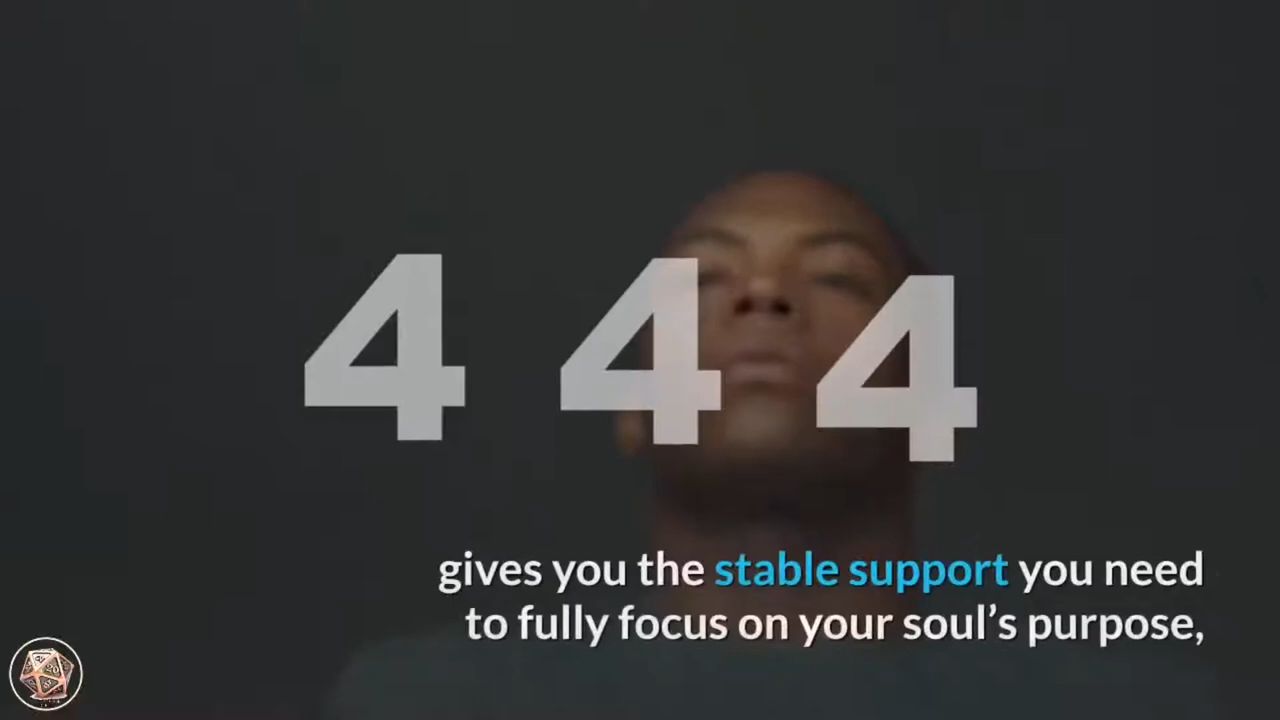 4 4 4
gives you the stable support you need
to fully focus on your soul’s purpose,